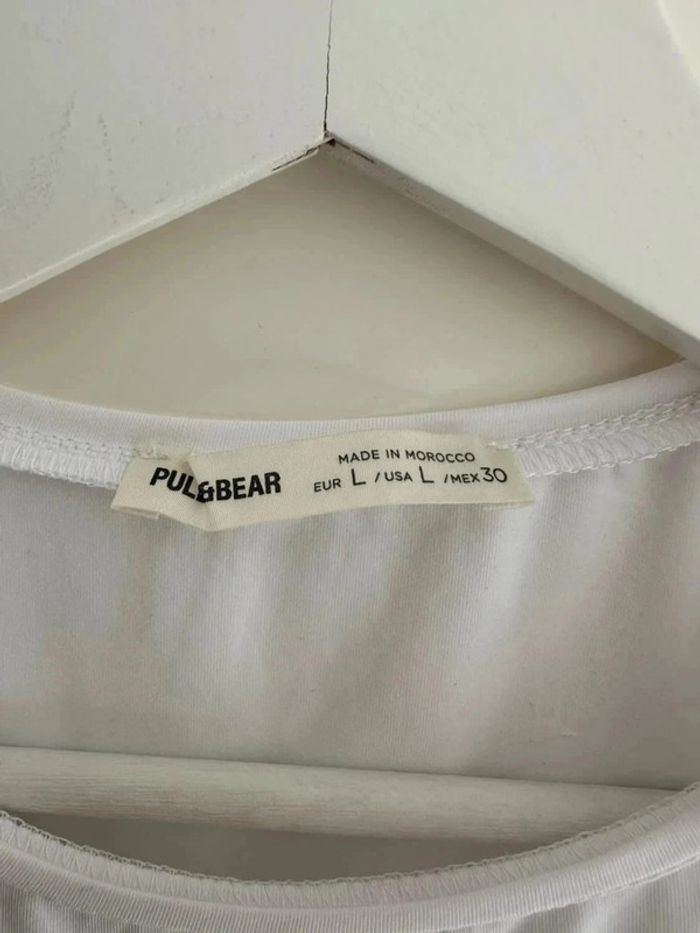 PULL&BEAR
MADE IN MOROCCO
EUR L / USA L / MEX 30